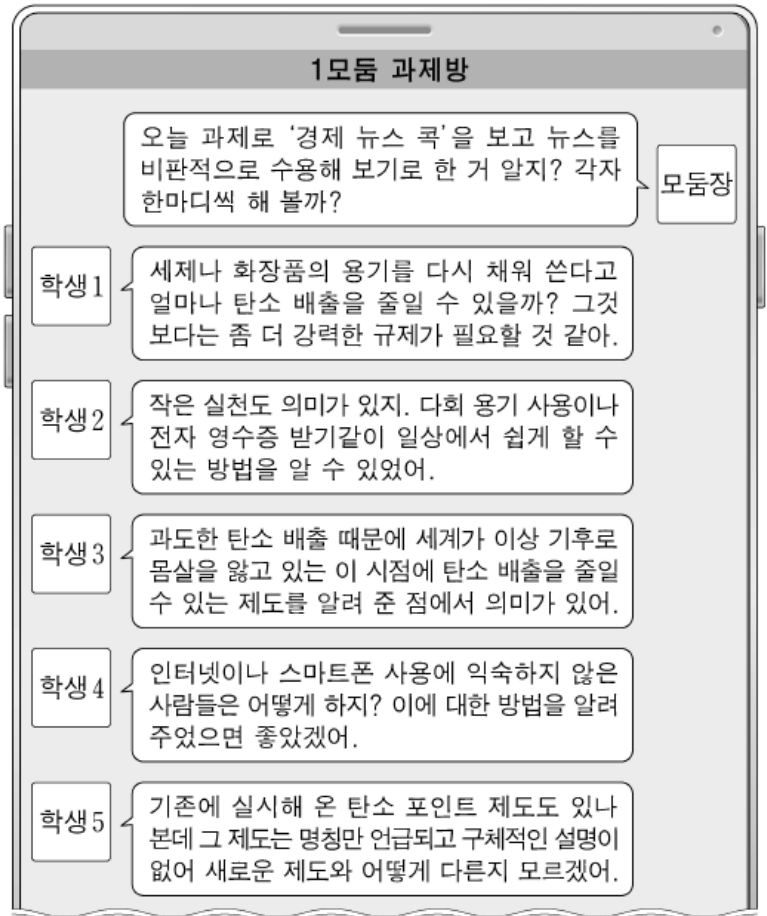 1모둠 과제방
오늘 과제로 ‘경제 뉴스 콕’을 보고 뉴스를
비판적으로 수용해 보기로 한 거 알지? 각자
한마디씩 해 볼까?
모둠장
학생1
세제나 화장품의 용기를 다시 채워 쓴다고
얼마나 탄소 배출을 줄일 수 있을까? 그것
보다는 좀 더 강력한 규제가 필요할 것 같아.
학생2
작은 실천도 의미가 있지. 다회 용기 사용이나
전자 영수증 받기같이 일상에서 쉽게 할 수
있는 방법을 알 수 있었어.
학생3
과도한 탄소 배출 때문에 세계가 이상 기후로
몸살을 앓고 있는 이 시점에 탄소 배출을 줄일
수 있는 제도를 알려 준 점에서 의미가 있어.
학생4
인터넷이나 스마트폰 사용에 익숙하지 않은
사람들은 어떻게 하지? 이에 대한 방법을 알려
주었으면 좋았겠어.
학생5
기존에 실시해 온 탄소 포인트 제도도 있나
본데 그 제도는 명칭만 언급되고 구체적인 설명이
없어 새로운 제도와 어떻게 다른지 모르겠어.